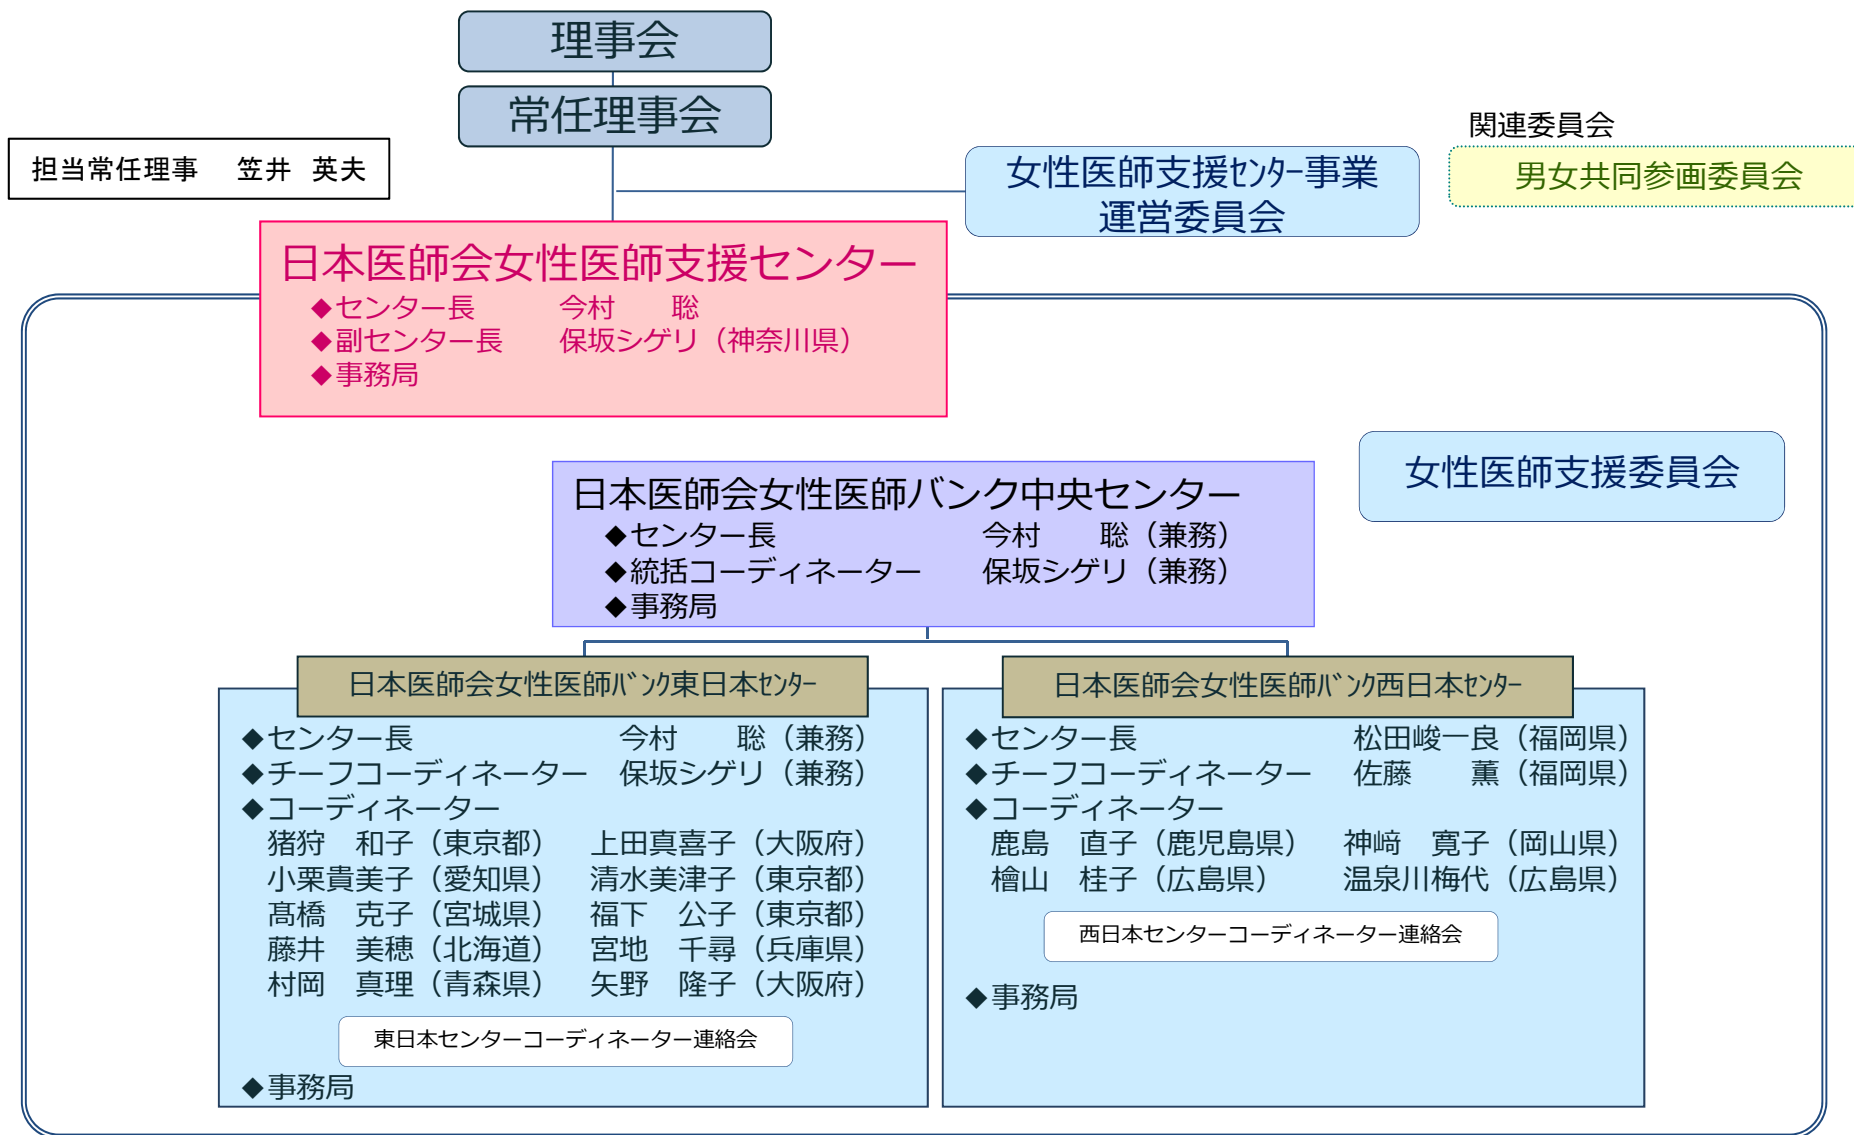 理事会
常任理事会
担当常任理事　笠井　英夫
女性医師支援ｾﾝﾀｰ事業
運営委員会
関連委員会
男女共同参画委員会
日本医師会女性医師支援センター
◆センター長　今村　聡
◆副センター長　保坂シゲリ（神奈川県）
◆事務局
女性医師支援委員会
日本医師会女性医師バンク中央センター
◆センター長　今村　聡（兼務）
◆統括コーディネーター　保坂シゲリ（兼務）
◆事務局
日本医師会女性医師ﾊﾞﾝｸ東日本ｾﾝﾀｰ
◆センター長　今村　聡（兼務）
◆チーフコーディネーター　保坂シゲリ（兼務）
◆コーディネーター
猪狩　和子（東京都）　上田真喜子（大阪府）
小栗貴美子（愛知県）　清水美津子（東京都）
髙橋　克子（宮城県）　福下　公子（東京都）
藤井　美穂（北海道）　宮地　千尋（兵庫県）
村岡　真理（青森県）　矢野　隆子（大阪府）
東日本センターコーディネーター連絡会
◆事務局
日本医師会女性医師ﾊﾞﾝｸ西日本ｾﾝﾀｰ
◆センター長　松田峻一良（福岡県）
◆チーフコーディネーター　佐藤　薫（福岡県）
◆コーディネーター
鹿島　直子（鹿児島県）　神﨑　寛子（岡山県）
檜山　桂子（広島県）　温泉川梅代（広島県）
西日本センターコーディネーター連絡会
◆事務局